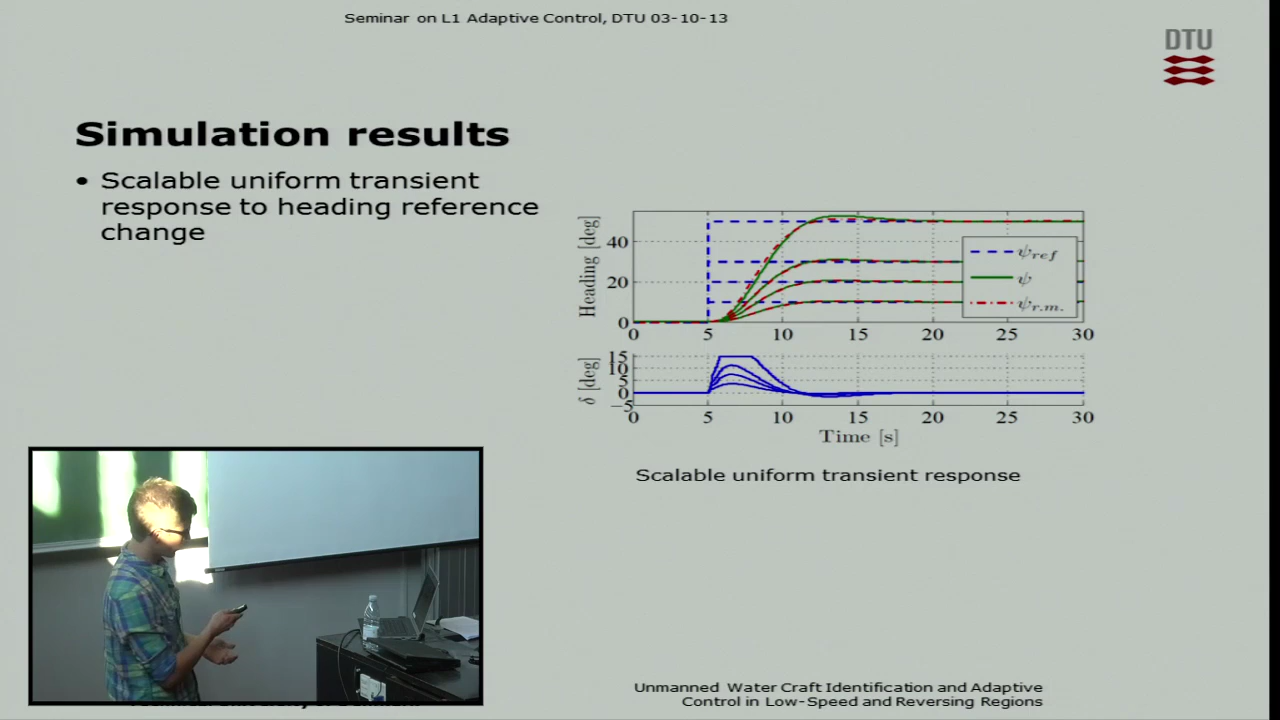 Seminar on L1 Adaptive Control, DTU 03-10-13
DTU
Simulation results
• Scalable uniform transient
response to heading reference
change
Heading [deg]
40
20
0
ψref
ψ
ψr.m.
0 5 10 15 20 25 30
δ [deg]
15
10
5
0
−5
0 5 10 15 20 25 30
Time [s]
Scalable uniform transient response
Unmanned Water Craft Identification and Adaptive
Control in Low-Speed and Reversing Regions